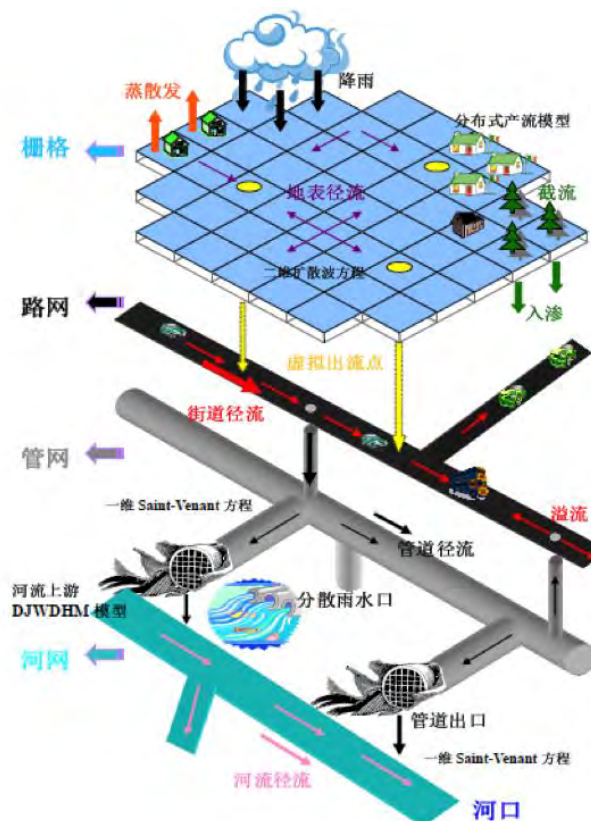 降雨
蒸散发
分布式产流模型
栅格
地表径流
截流
二维扩散波方程
入渗
路网
虚拟出流点
街道径流
管网
一维 Saint-Venant 方程
溢流
管道径流
河流上游
DJWDHM 模型
分散雨水口
河网
管道出口
一维 Saint-Venant 方程
河流径流
河口